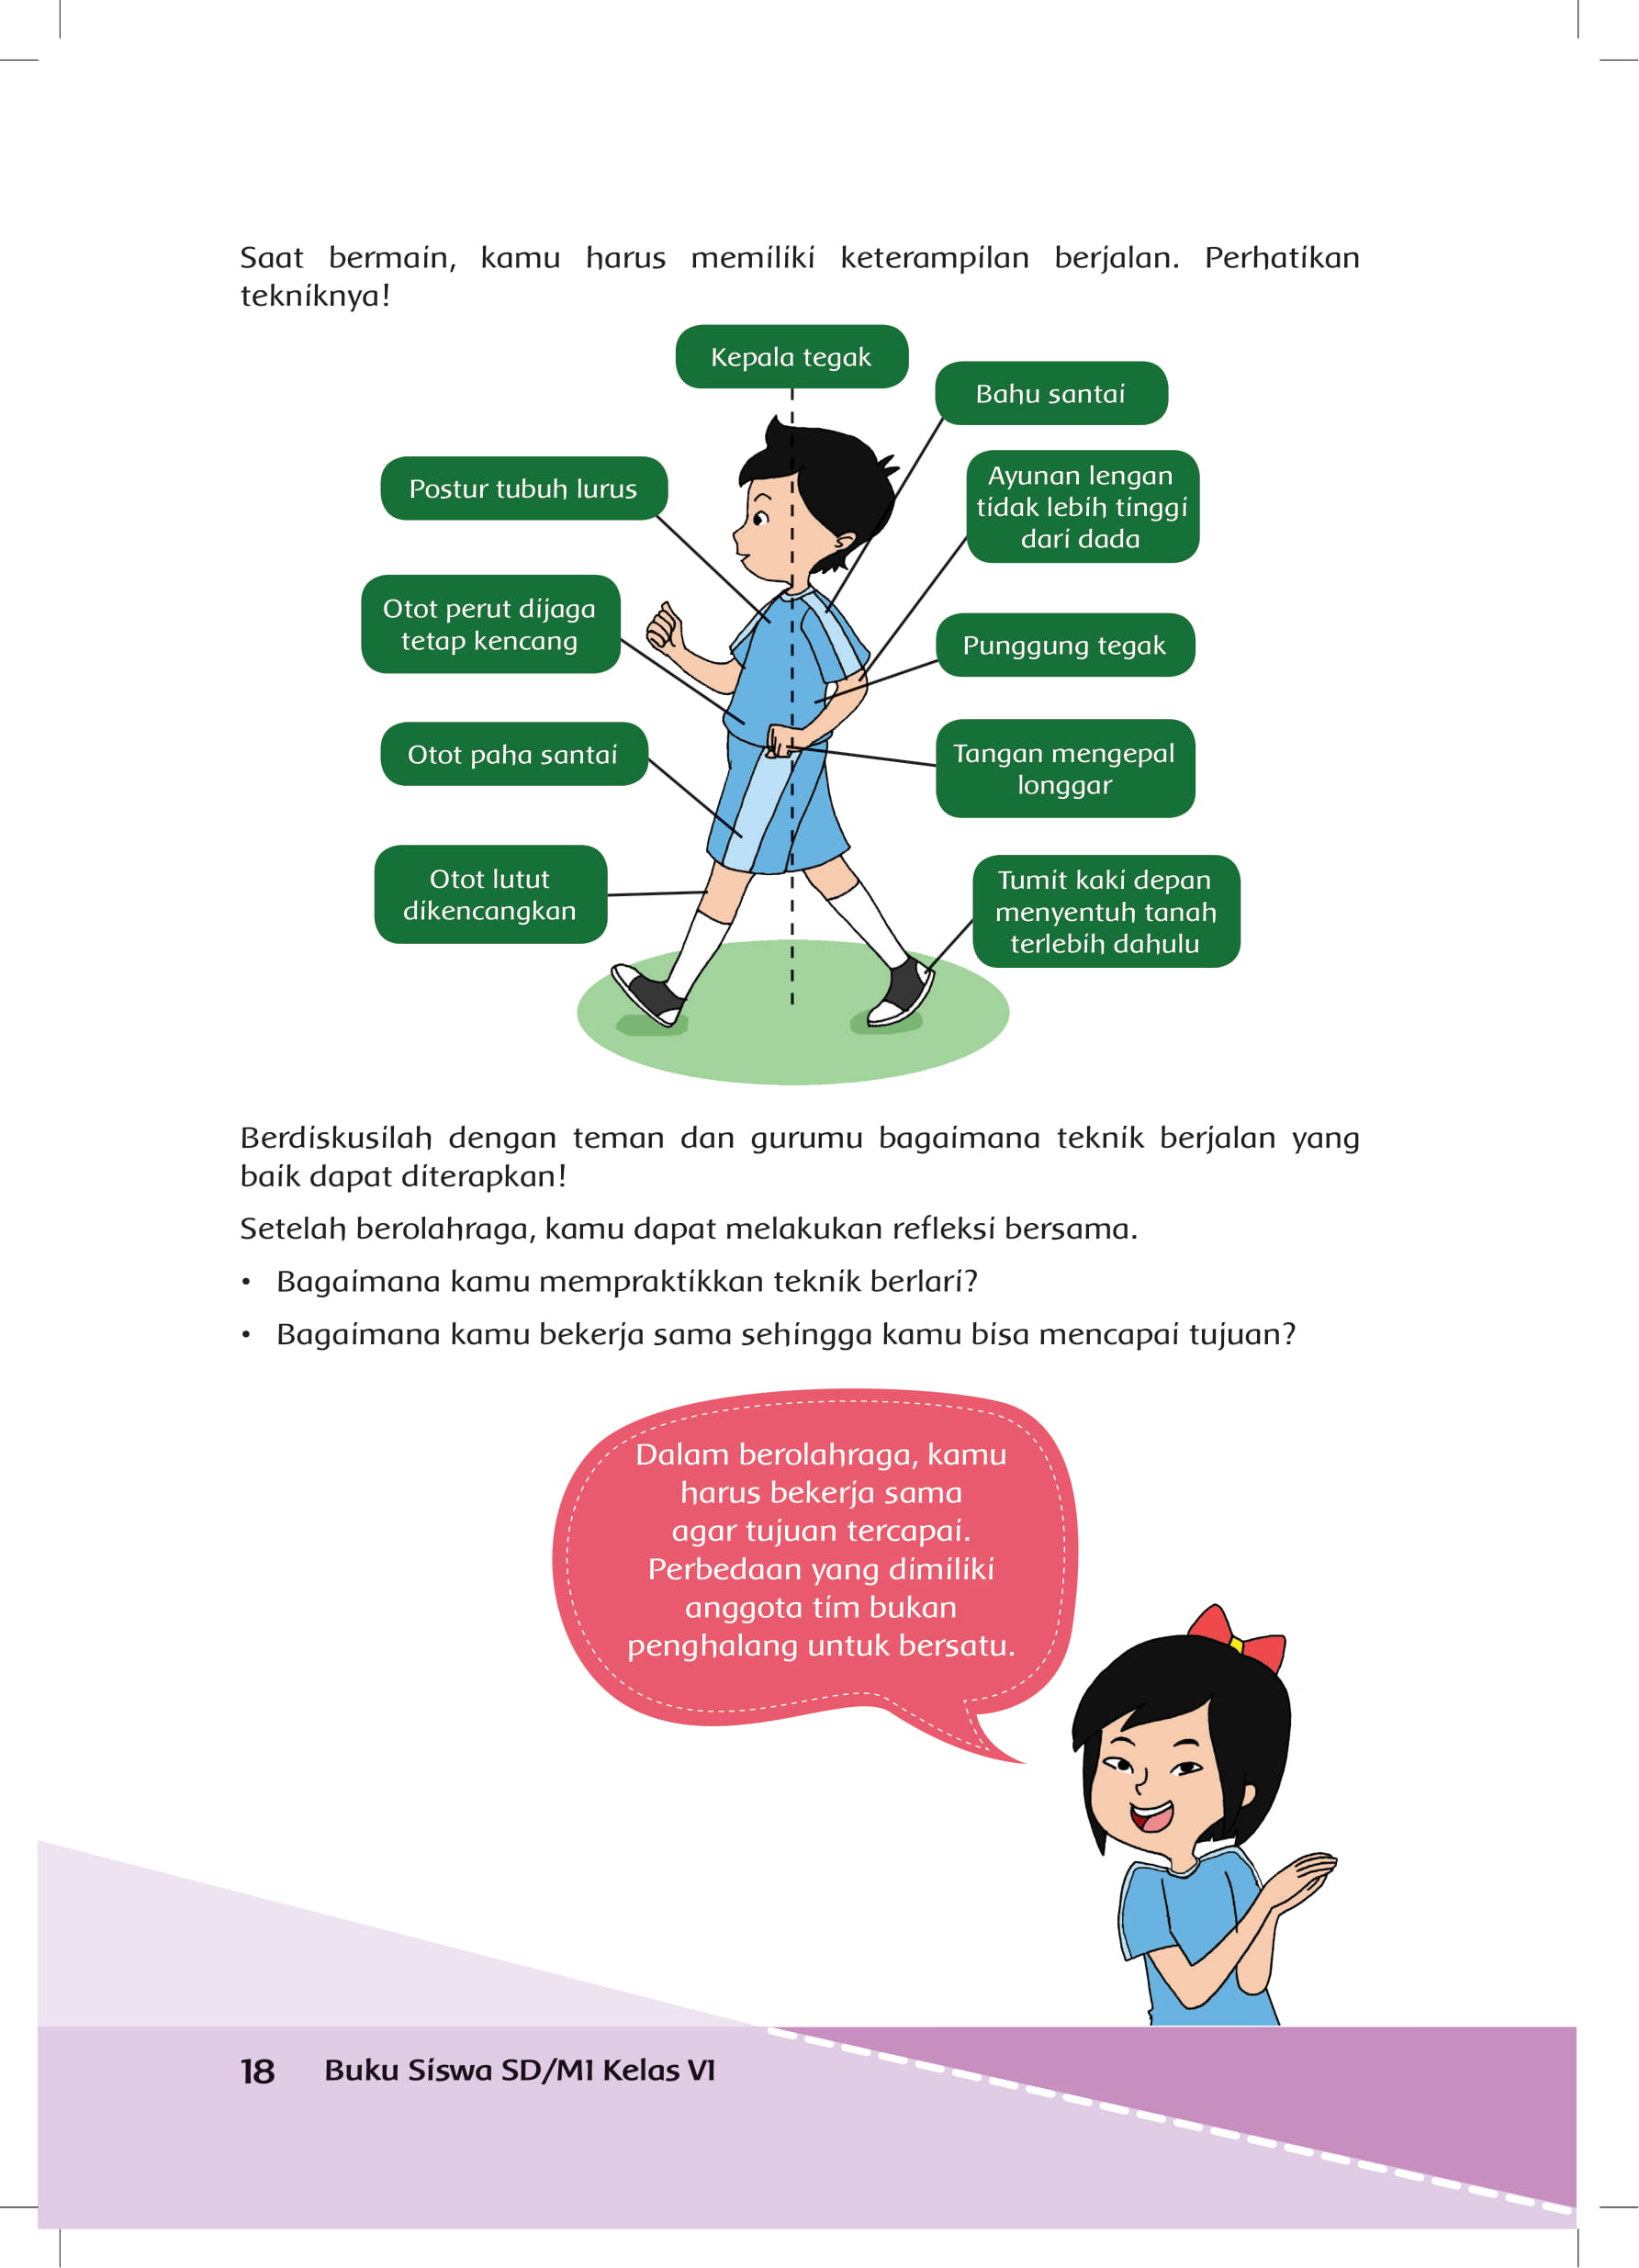 Saat bermain, kamu harus memiliki keterampilan berjalan. Perhatikan
tekniknya!
Kepala tegak
Bahu santai
Postur tubuh lurus
Ayunan lengan
tidak lebih tinggi
dari dada
Otot perut dijaga
tetap kencang
Punggung tegak
Otot paha santai
Tangan mengepal
longgar
Otot lutut
dikencangkan
Tumit kaki depan
menyentuh tanah
terlebih dahulu
Berdiskusilah dengan teman dan gurumu bagaimana teknik berjalan yang
baik dapat diterapkan!
Setelah berolahraga, kamu dapat melakukan refleksi bersama.
• Bagaimana kamu mempraktikkan teknik berlari?
• Bagaimana kamu bekerja sama sehingga kamu bisa mencapai tujuan?
Dalam berolahraga, kamu
harus bekerja sama
agar tujuan tercapai.
Perbedaan yang dimiliki
anggota tim bukan
penghalang untuk bersatu.
18 Buku Siswa SD/MI Kelas VI